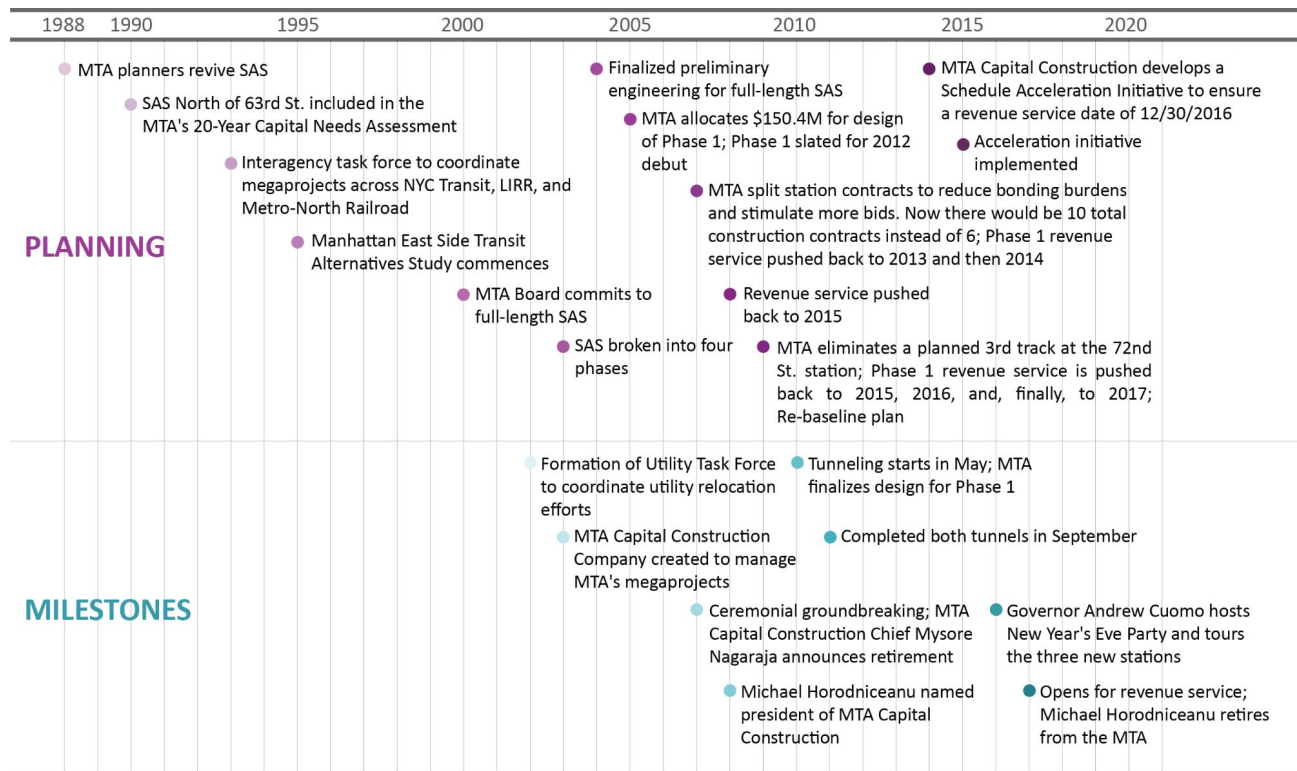 1988 1990 1995 2000 2005 2010 2015 2020
PLANNING
MTA planners revive SAS
SAS North of 63rd St. included in the
MTA's 20-Year Capital Needs Assessment
Interagency task force to coordinate
megaprojects across NYC Transit, LIRR, and
Metro-North Railroad
Manhattan East Side Transit
Alternatives Study commences
MTA Board commits to
full-length SAS
SAS broken into four
phases
Finalized preliminary
engineering for full-length SAS
MTA allocates $150.4M for design
of Phase 1; Phase 1 slated for 2012
debut
MTA split station contracts to reduce bonding burdens
and stimulate more bids. Now there would be 10 total
construction contracts instead of 6; Phase 1 revenue
service pushed back to 2013 and then 2014
Revenue service pushed
back to 2015
MTA eliminates a planned 3rd track at the 72nd
St. station; Phase 1 revenue service is pushed
back to 2015, 2016, and, finally, to 2017;
Re-baseline plan
MTA Capital Construction develops a
Schedule Acceleration Initiative to ensure
a revenue service date of 12/30/2016
Acceleration initiative
implemented
MILESTONES
Formation of Utility Task Force
to coordinate utility relocation
efforts
MTA Capital Construction
Company created to manage
MTA's megaprojects
Ceremonial groundbreaking; MTA
Capital Construction Chief Mysore
Nagaraja announces retirement
Michael Horodniceanu named
president of MTA Capital
Construction
Tunneling starts in May; MTA
finalizes design for Phase 1
Completed both tunnels in September
Governor Andrew Cuomo hosts
New Year's Eve Party and tours
the three new stations
Opens for revenue service;
Michael Horodniceanu retires
from the MTA